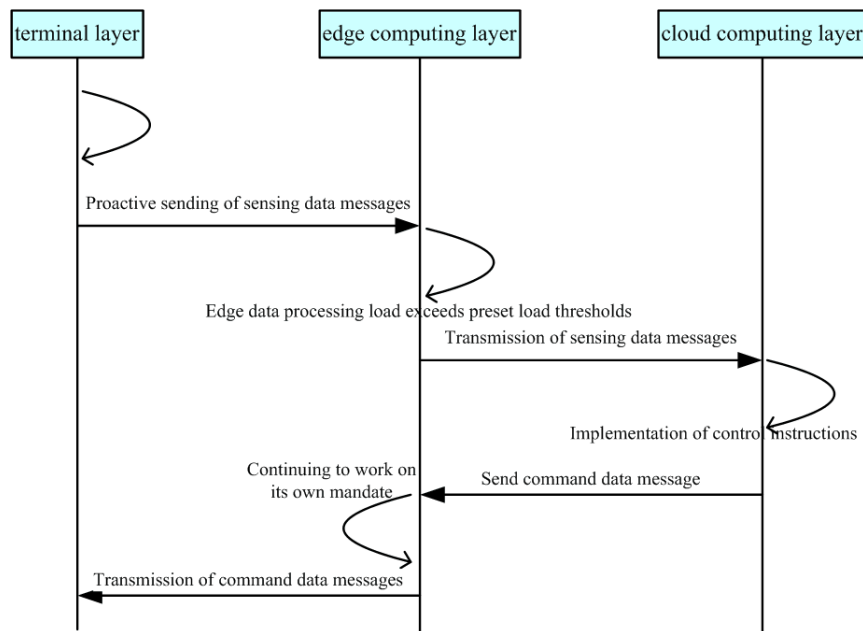 terminal layer
edge computing layer
cloud computing layer
Proactive sending of sensing data messages
Edge data processing load exceeds preset load thresholds
Transmission of sensing data messages
Implementation of control instructions
Continuing to work on
its own mandate
Send command data message
Transmission of command data messages